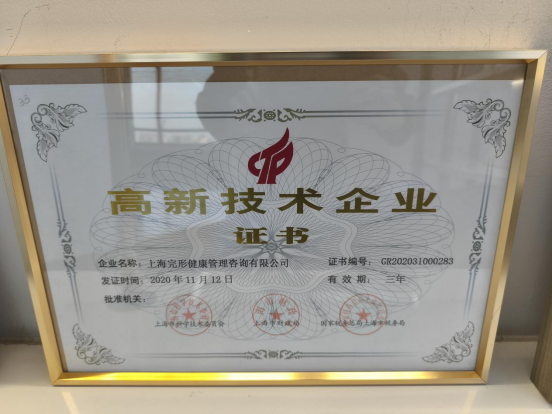 高新技术企业
证书
企业名称：上海完形健康管理咨询有限公司 证书编号：GR202031000283
发证时间：2020年11月12日 有效期：三年
批准机关：
上海市科学技术委员会 上海市财政局 国家税务总局上海市税务局